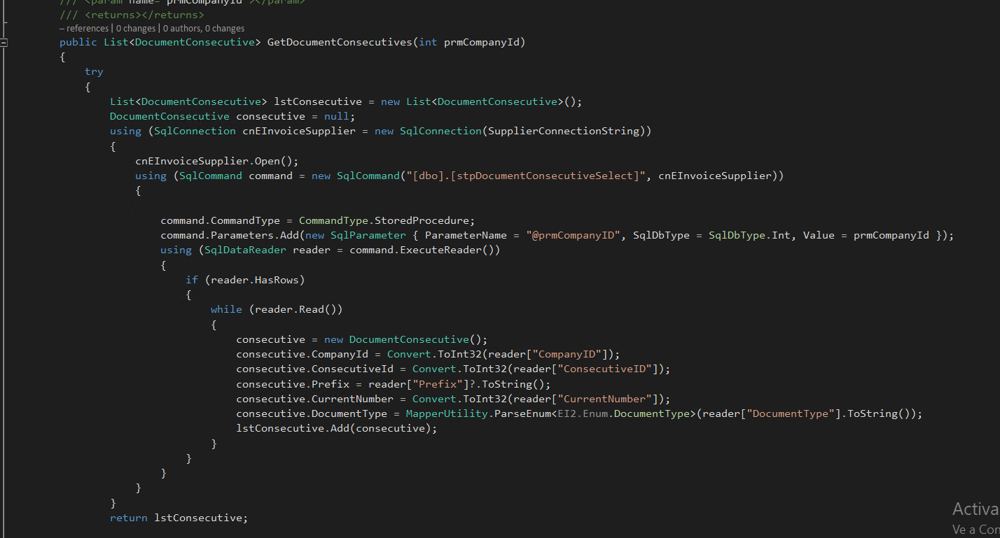 /// <param name="prmCompanyId"></param>
/// <returns></returns>
– references | 0 changes | 0 authors, 0 changes
public List<DocumentConsecutive> GetDocumentConsecutives(int prmCompanyId)
{
try
{
List<DocumentConsecutive> lstConsecutive = new List<DocumentConsecutive>();
DocumentConsecutive consecutive = null;
using (SqlConnection cnEInvoiceSupplier = new SqlConnection(SupplierConnectionString))
{
cnEInvoiceSupplier.Open();
using (SqlCommand command = new SqlCommand("[dbo].[stpDocumentConsecutiveSelect]", cnEInvoiceSupplier))
{
command.CommandType = CommandType.StoredProcedure;
command.Parameters.Add(new SqlParameter { ParameterName = "@prmCompanyID", SqlDbType = SqlDbType.Int, Value = prmCompanyId });
using (SqlDataReader reader = command.ExecuteReader())
{
if (reader.HasRows)
{
while (reader.Read())
{
consecutive = new DocumentConsecutive();
consecutive.CompanyId = Convert.ToInt32(reader["CompanyID"]);
consecutive.ConsecutiveId = Convert.ToInt32(reader["ConsecutiveID"]);
consecutive.Prefix = reader["Prefix"]?.ToString();
consecutive.CurrentNumber = Convert.ToInt32(reader["CurrentNumber"]);
consecutive.DocumentType = MapperUtility.ParseEnum<EI2.Enum.DocumentType>(reader["DocumentType"].ToString());
lstConsecutive.Add(consecutive);
}
}
}
}
}
return lstConsecutive;
Activa
Ve a Con